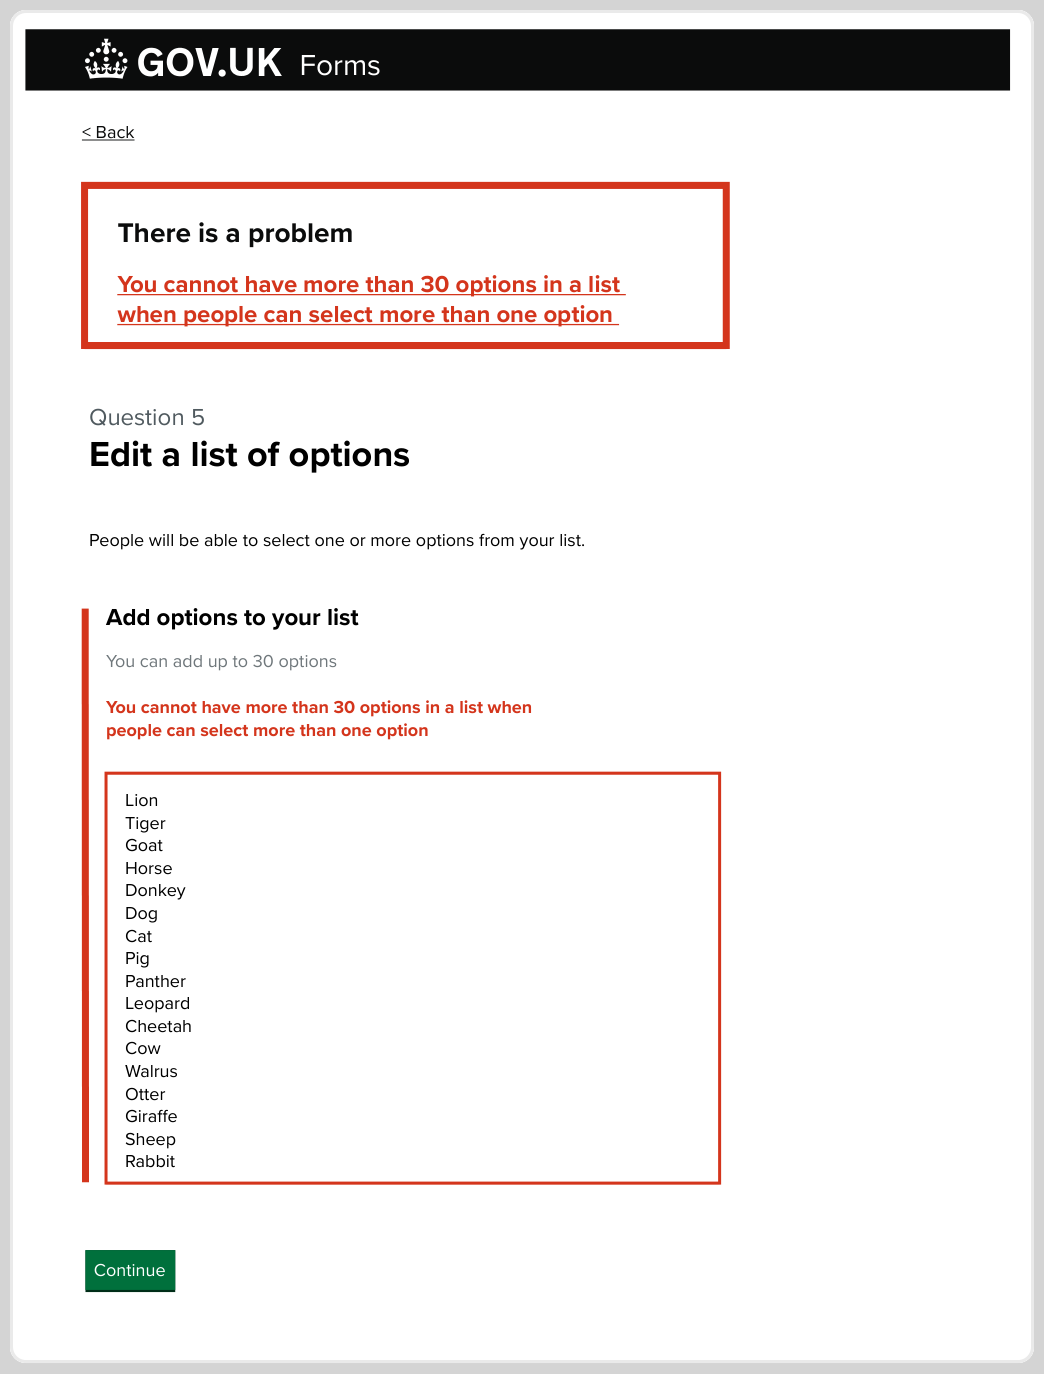 GOV.UK Forms
< Back
There is a problem
You cannot have more than 30 options in a list
when people can select more than one option
Question 5
Edit a list of options
People will be able to select one or more options from your list.
Add options to your list
You can add up to 30 options
You cannot have more than 30 options in a list when
people can select more than one option
Lion
Tiger
Goat
Horse
Donkey
Dog
Cat
Pig
Panther
Leopard
Cheetah
Cow
Walrus
Otter
Giraffe
Sheep
Rabbit
Continue